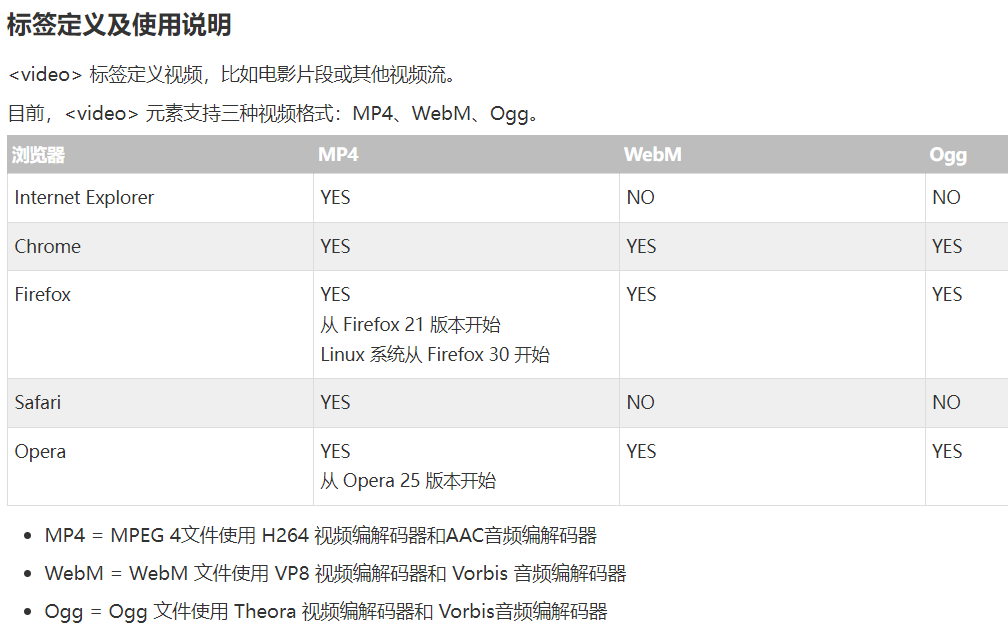 标签定义及使用说明
<video> 标签定义视频，比如电影片段或其他视频流。
目前，<video> 元素支持三种视频格式：MP4、WebM、Ogg。
浏览器 MP4 WebM Ogg
Internet Explorer YES NO NO
Chrome YES YES YES
Firefox YES YES YES
从 Firefox 21 版本开始
Linux 系统从 Firefox 30 开始
Safari YES NO NO
Opera YES YES YES
从 Opera 25 版本开始
• MP4 = MPEG 4文件使用 H264 视频编解码器和AAC音频编解码器
• WebM = WebM 文件使用 VP8 视频编解码器和 Vorbis 音频编解码器
• Ogg = Ogg 文件使用 Theora 视频编解码器和 Vorbis音频编解码器